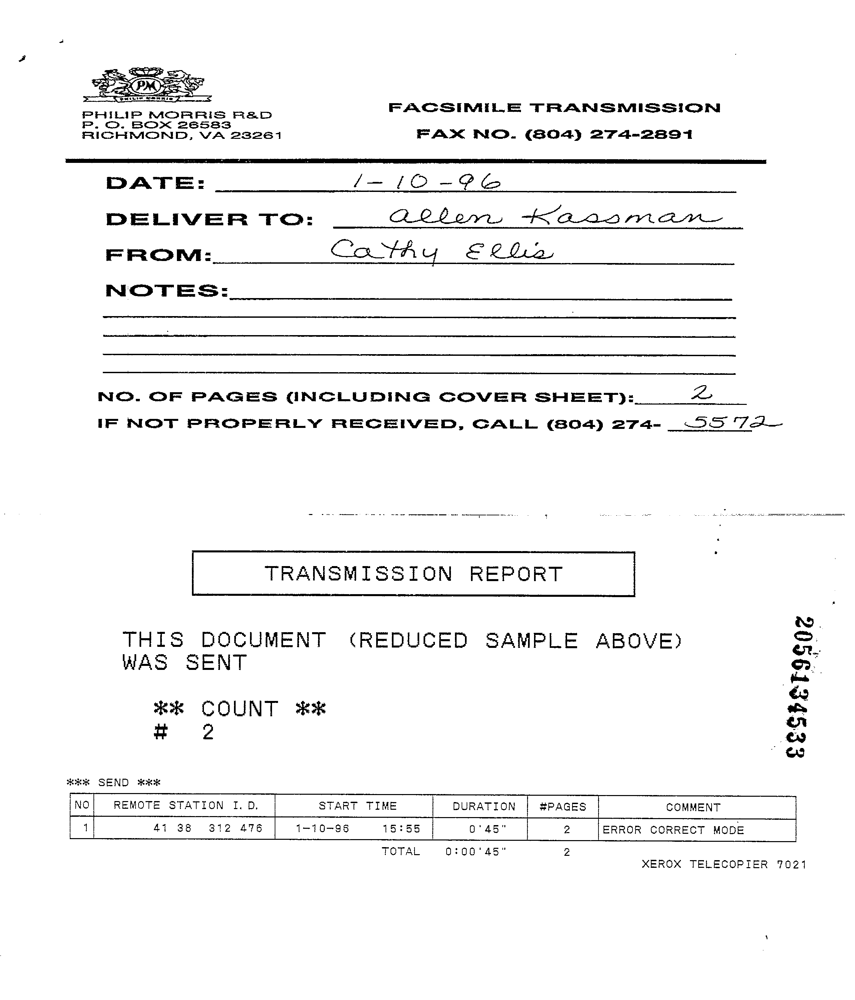 PM
PHILIP MORRIS
PHILIP MORRIS R&D
P. O. BOX 26583
RICHMOND, VA 23261
FACSIMILE TRANSMISSION
FAX NO. (804) 274-2891
DATE: 1-10-96
DELIVER TO: Allen Kassman
FROM: Cathy Ellis
NOTES:
NO. OF PAGES (INCLUDING COVER SHEET): 2
IF NOT PROPERLY RECEIVED, CALL (804) 274- 5572
TRANSMISSION REPORT
THIS DOCUMENT (REDUCED SAMPLE ABOVE)
WAS SENT
** COUNT **
# 2
2056134533
*** SEND ***
NO REMOTE STATION I. D. START TIME DURATION #PAGES COMMENT
1 41 38 312 476 1-10-96 15:55 0'45" 2 ERROR CORRECT MODE
TOTAL 0:00'45" 2
XEROX TELECOPIER 7021